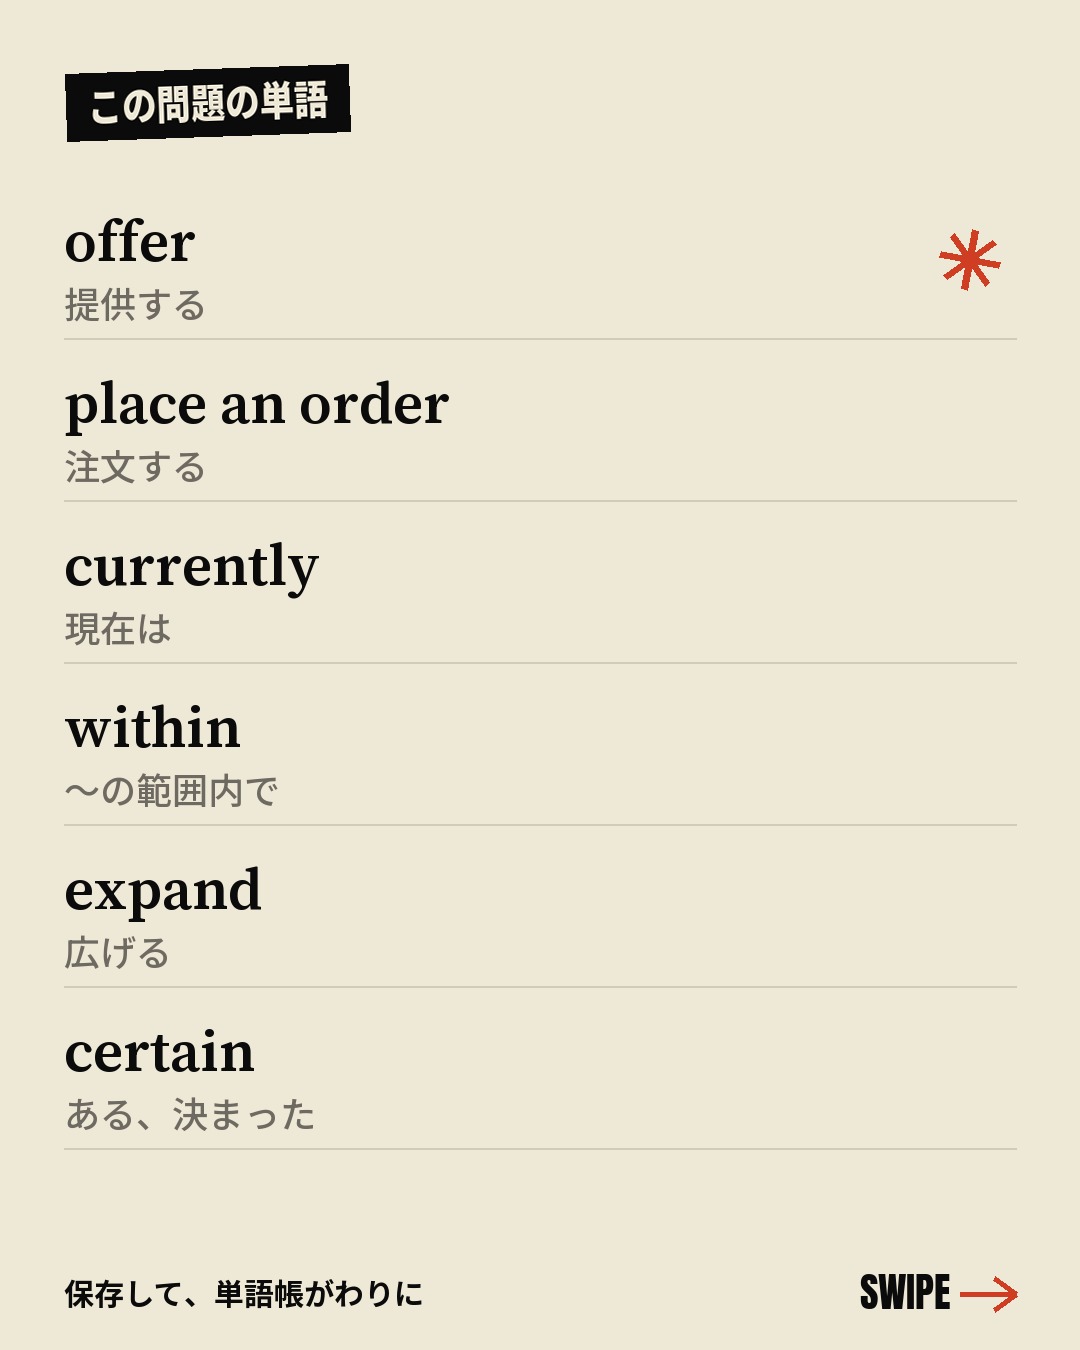 この問題の単語
offer
提供する
place an order
注文する
currently
現在は
within
〜の範囲内で
expand
広げる
certain
ある、決まった
保存して、単語帳がわりに
SWIPE